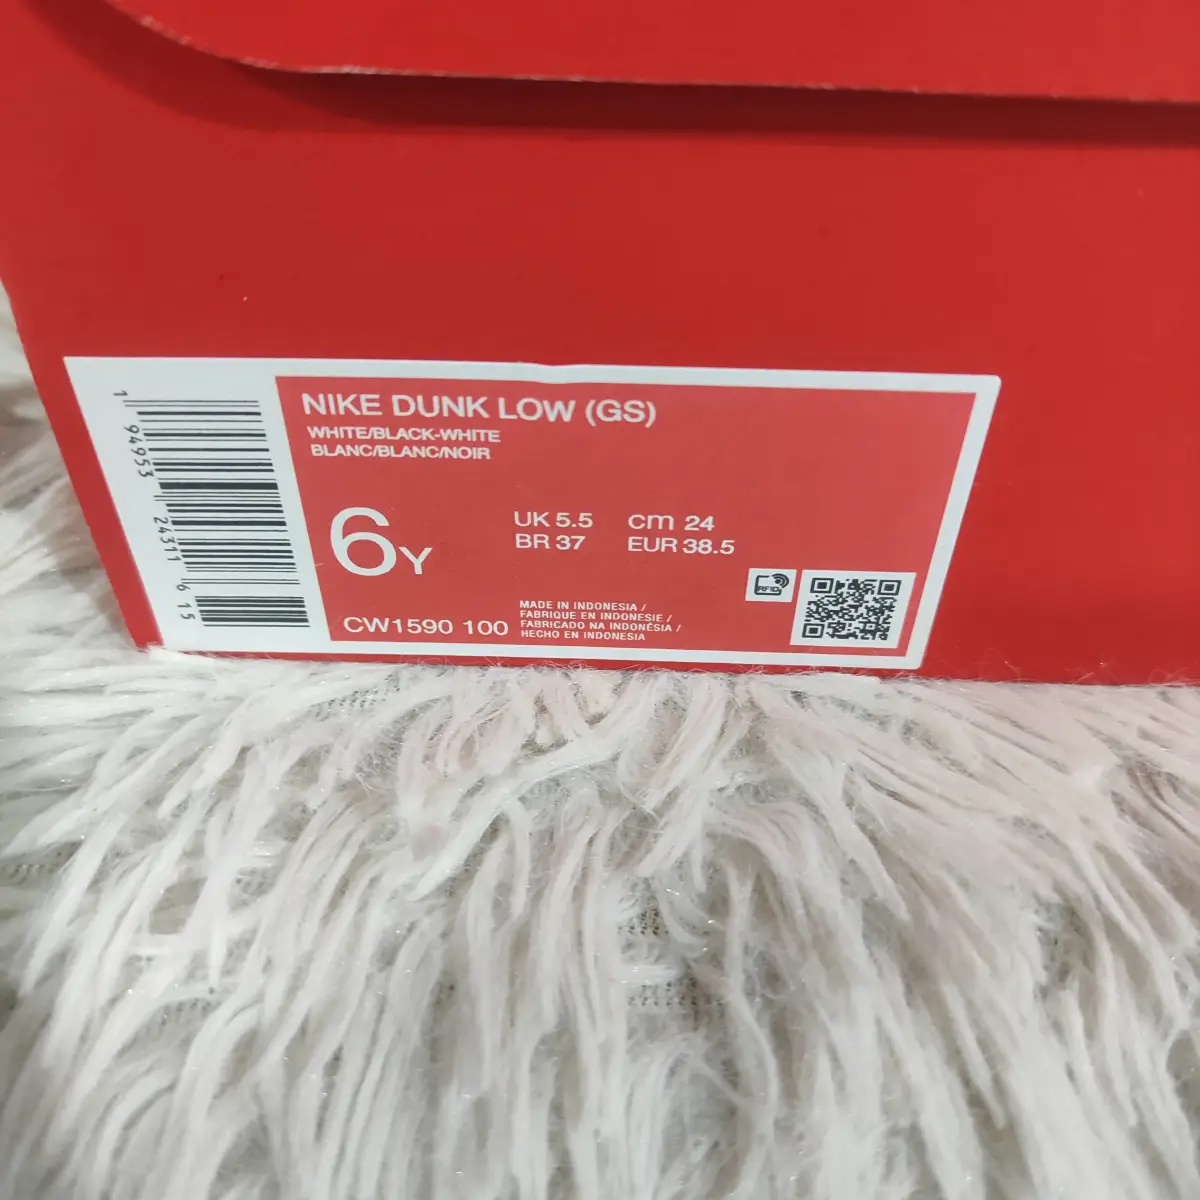 NIKE DUNK LOW (GS)
WHITE/BLACK-WHITE
BLANC/BLANC/NOIR
6Y
UK 5.5 cm 24
BR 37 EUR 38.5
RFID
CW1590 100
MADE IN INDONESIA /
FABRIQUE EN INDONESIE /
FABRICADO NA INDONÉSIA /
HECHO EN INDONESIA
1 94953 24311 6 15